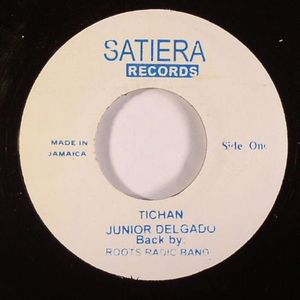 SATIERA
RECORDS
MADE IN
JAMAICA
Side One
TICHAN
JUNIOR DELGADO
Back by:
ROOTS RADIC BAND